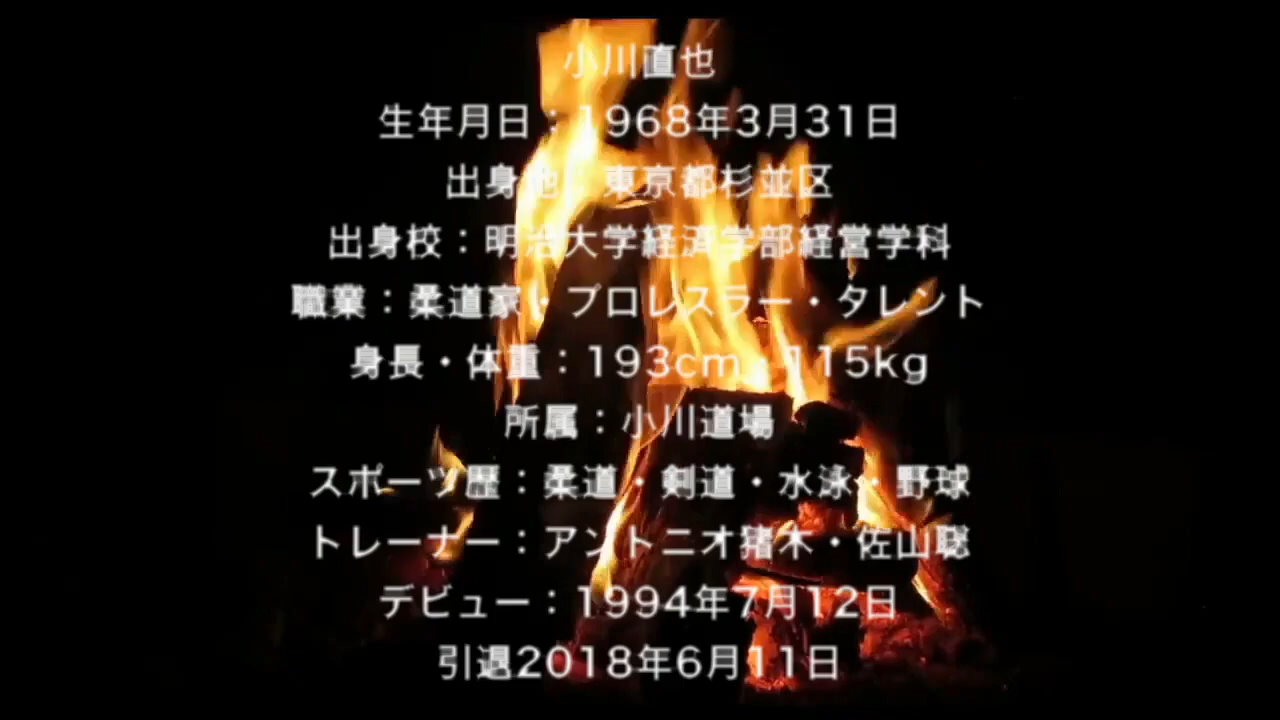 小川直也
生年月日：1968年3月31日
出身地：東京都杉並区
出身校：明治大学経済学部経営学科
職業：柔道家・プロレスラー・タレント
身長・体重：193cm・115kg
所属：小川道場
スポーツ歴：柔道・剣道・水泳・野球
トレーナー：アントニオ猪木・佐山聡
デビュー：1994年7月12日
引退2018年6月11日